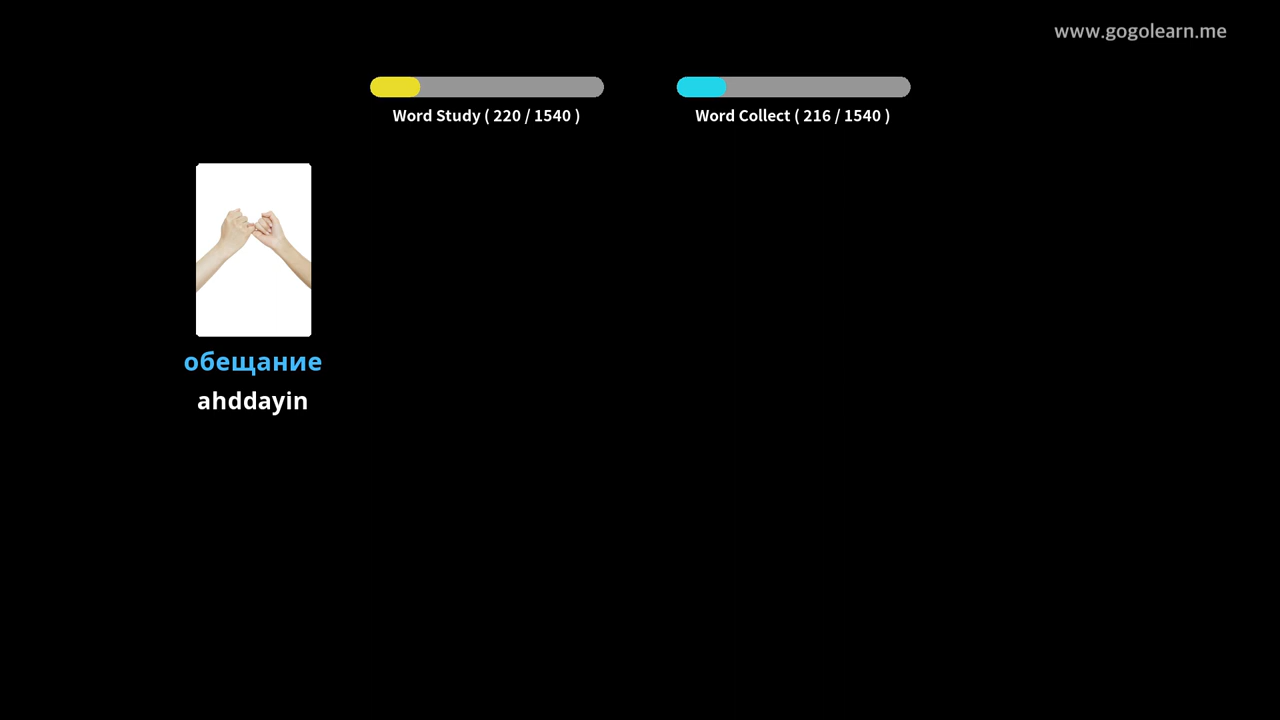 www.gogolearn.me
Word Study ( 220 / 1540 )
Word Collect ( 216 / 1540 )
обещание
ahddayin